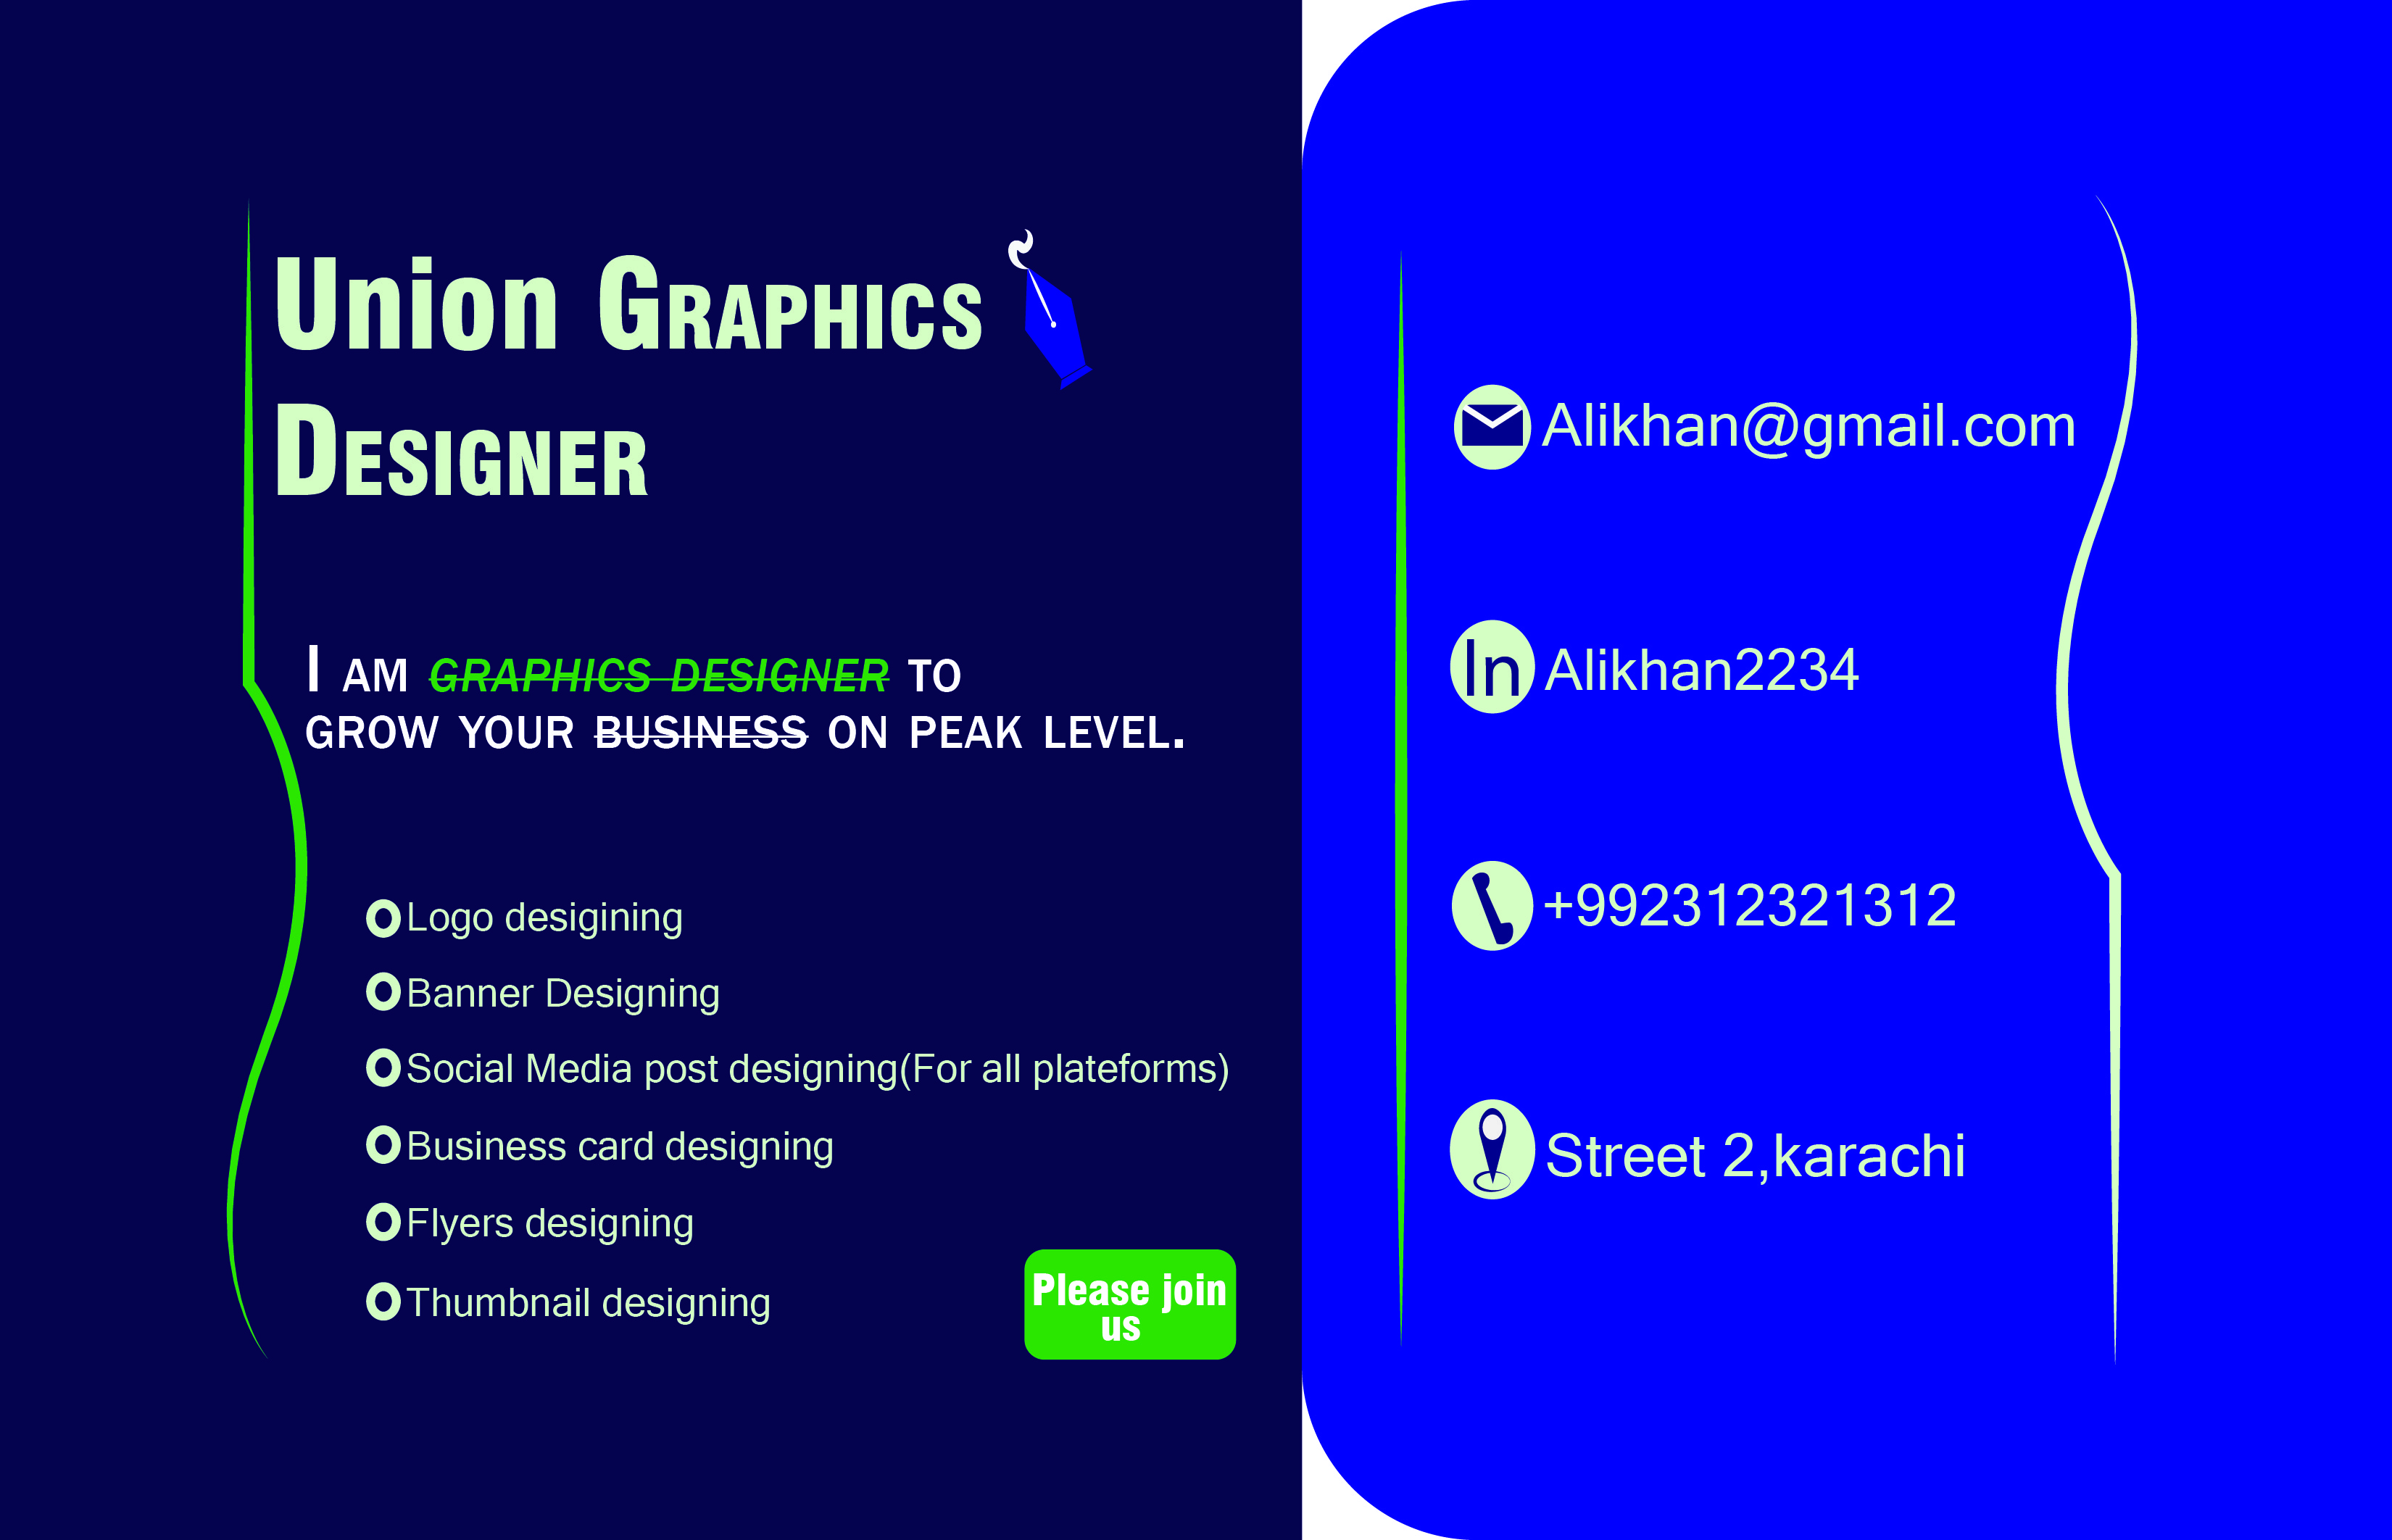 Union Graphics
Designer
I am graphics designer to
grow your business on peak level.
Logo desigining
Banner Designing
Social Media post designing(For all plateforms)
Business card designing
Flyers designing
Thumbnail designing
Please join
us
Alikhan@gmail.com
In Alikhan2234
+992312321312
Street 2,karachi